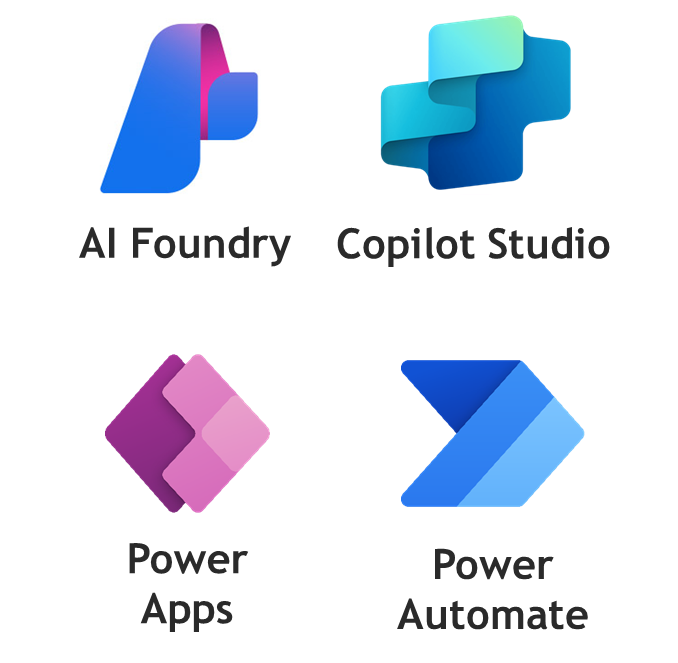 AI Foundry
Copilot Studio
Power
Apps
Power
Automate